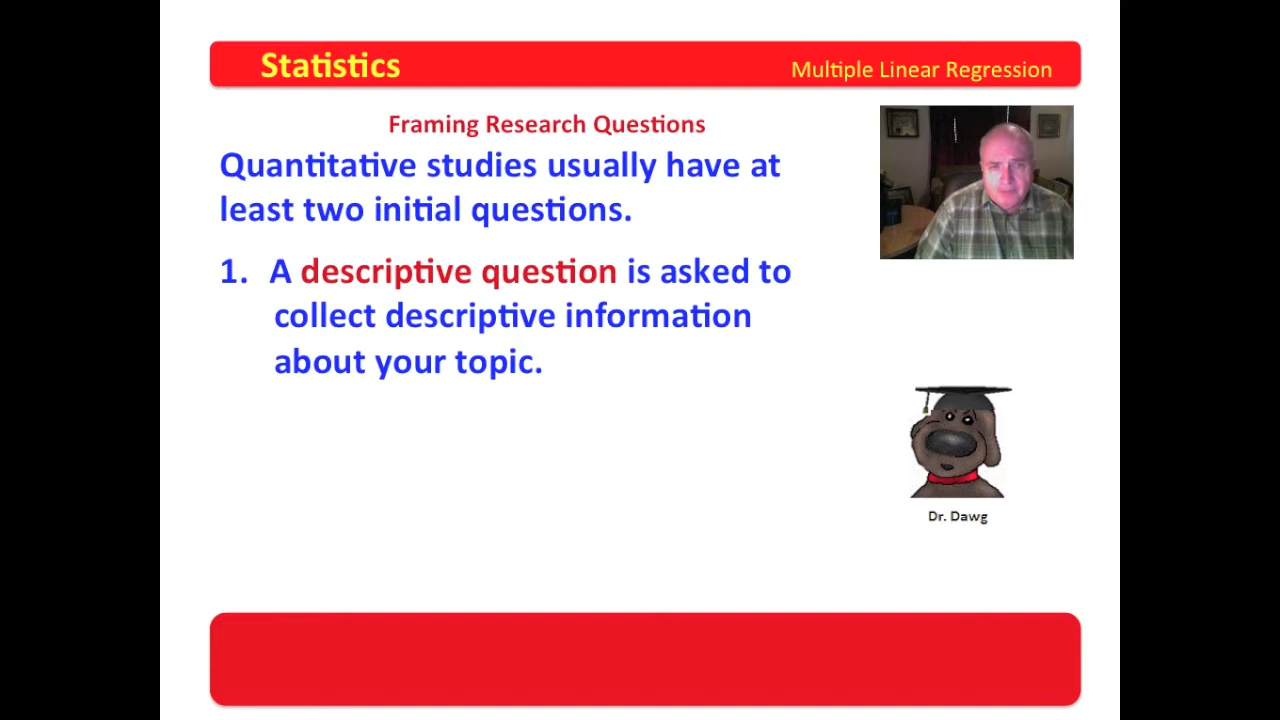 Statistics
Multiple Linear Regression
Framing Research Questions
Quantitative studies usually have at
least two initial questions.
1. A descriptive question is asked to
collect descriptive information
about your topic.
Dr. Dawg